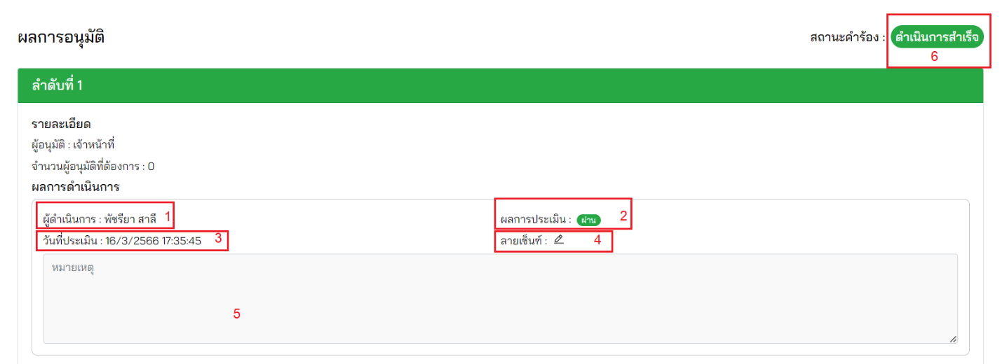 ผลการอนุมัติ
สถานะคำร้อง : ดำเนินการสำเร็จ
6
ลำดับที่ 1
รายละเอียด
ผู้อนุมัติ : เจ้าหน้าที่
จำนวนผู้อนุมัติที่ต้องการ : 0
ผลการดำเนินการ
ผู้ดำเนินการ : พัชรียา สาลี 1
ผลการประเมิน : ผ่าน 2
วันที่ประเมิน : 16/3/2566 17:35:45 3
ลายเซ็นท์ : 4
หมายเหตุ
5